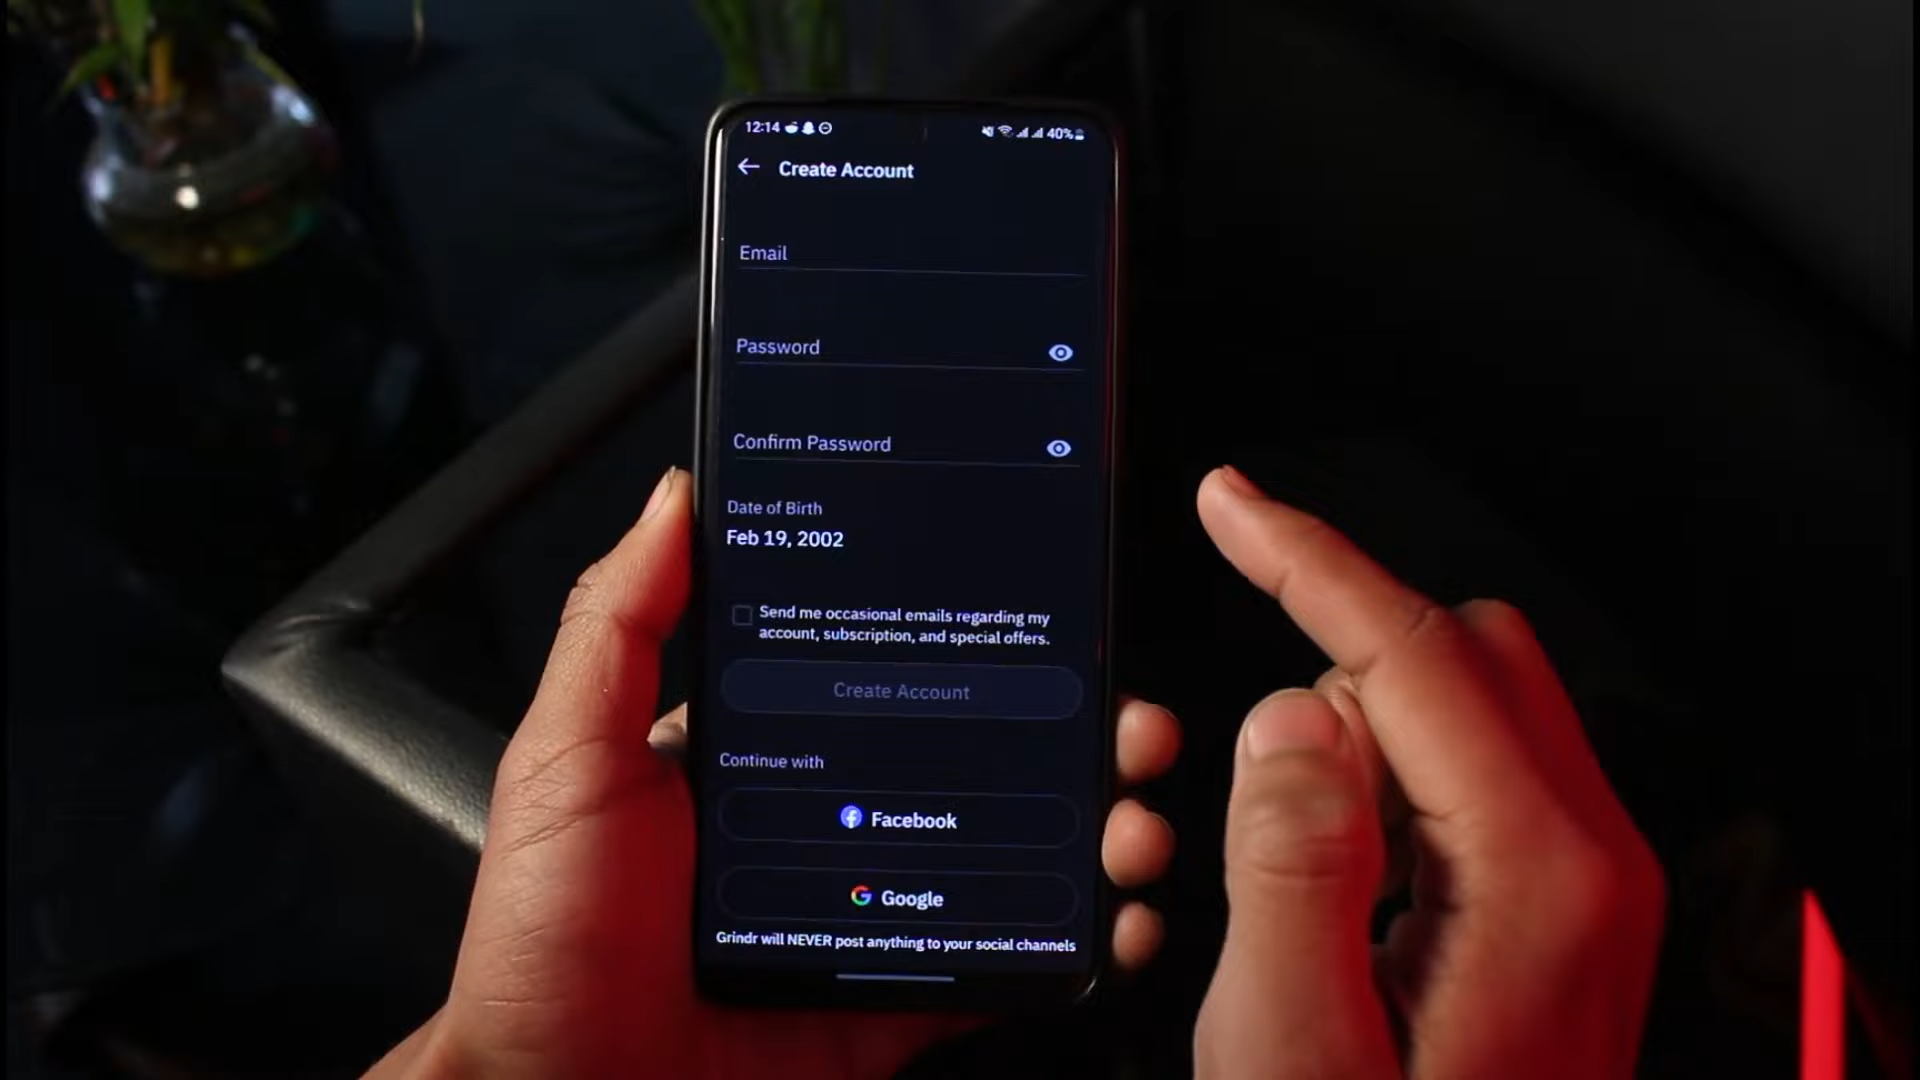 12:14
40%
Create Account
Email
Password
Confirm Password
Date of Birth
Feb 19, 2002
Send me occasional emails regarding my
account, subscription, and special offers.
Create Account
Continue with
Facebook
Google
Grindr will NEVER post anything to your social channels